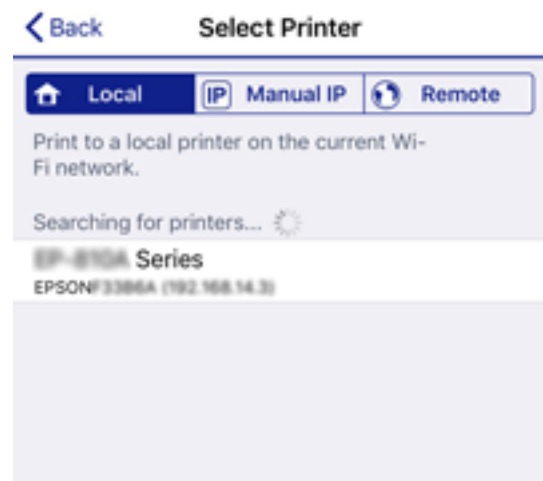 Back
Select Printer
Local
IP Manual IP
Remote
Print to a local printer on the current Wi-
Fi network.
Searching for printers...
Series
EPSON